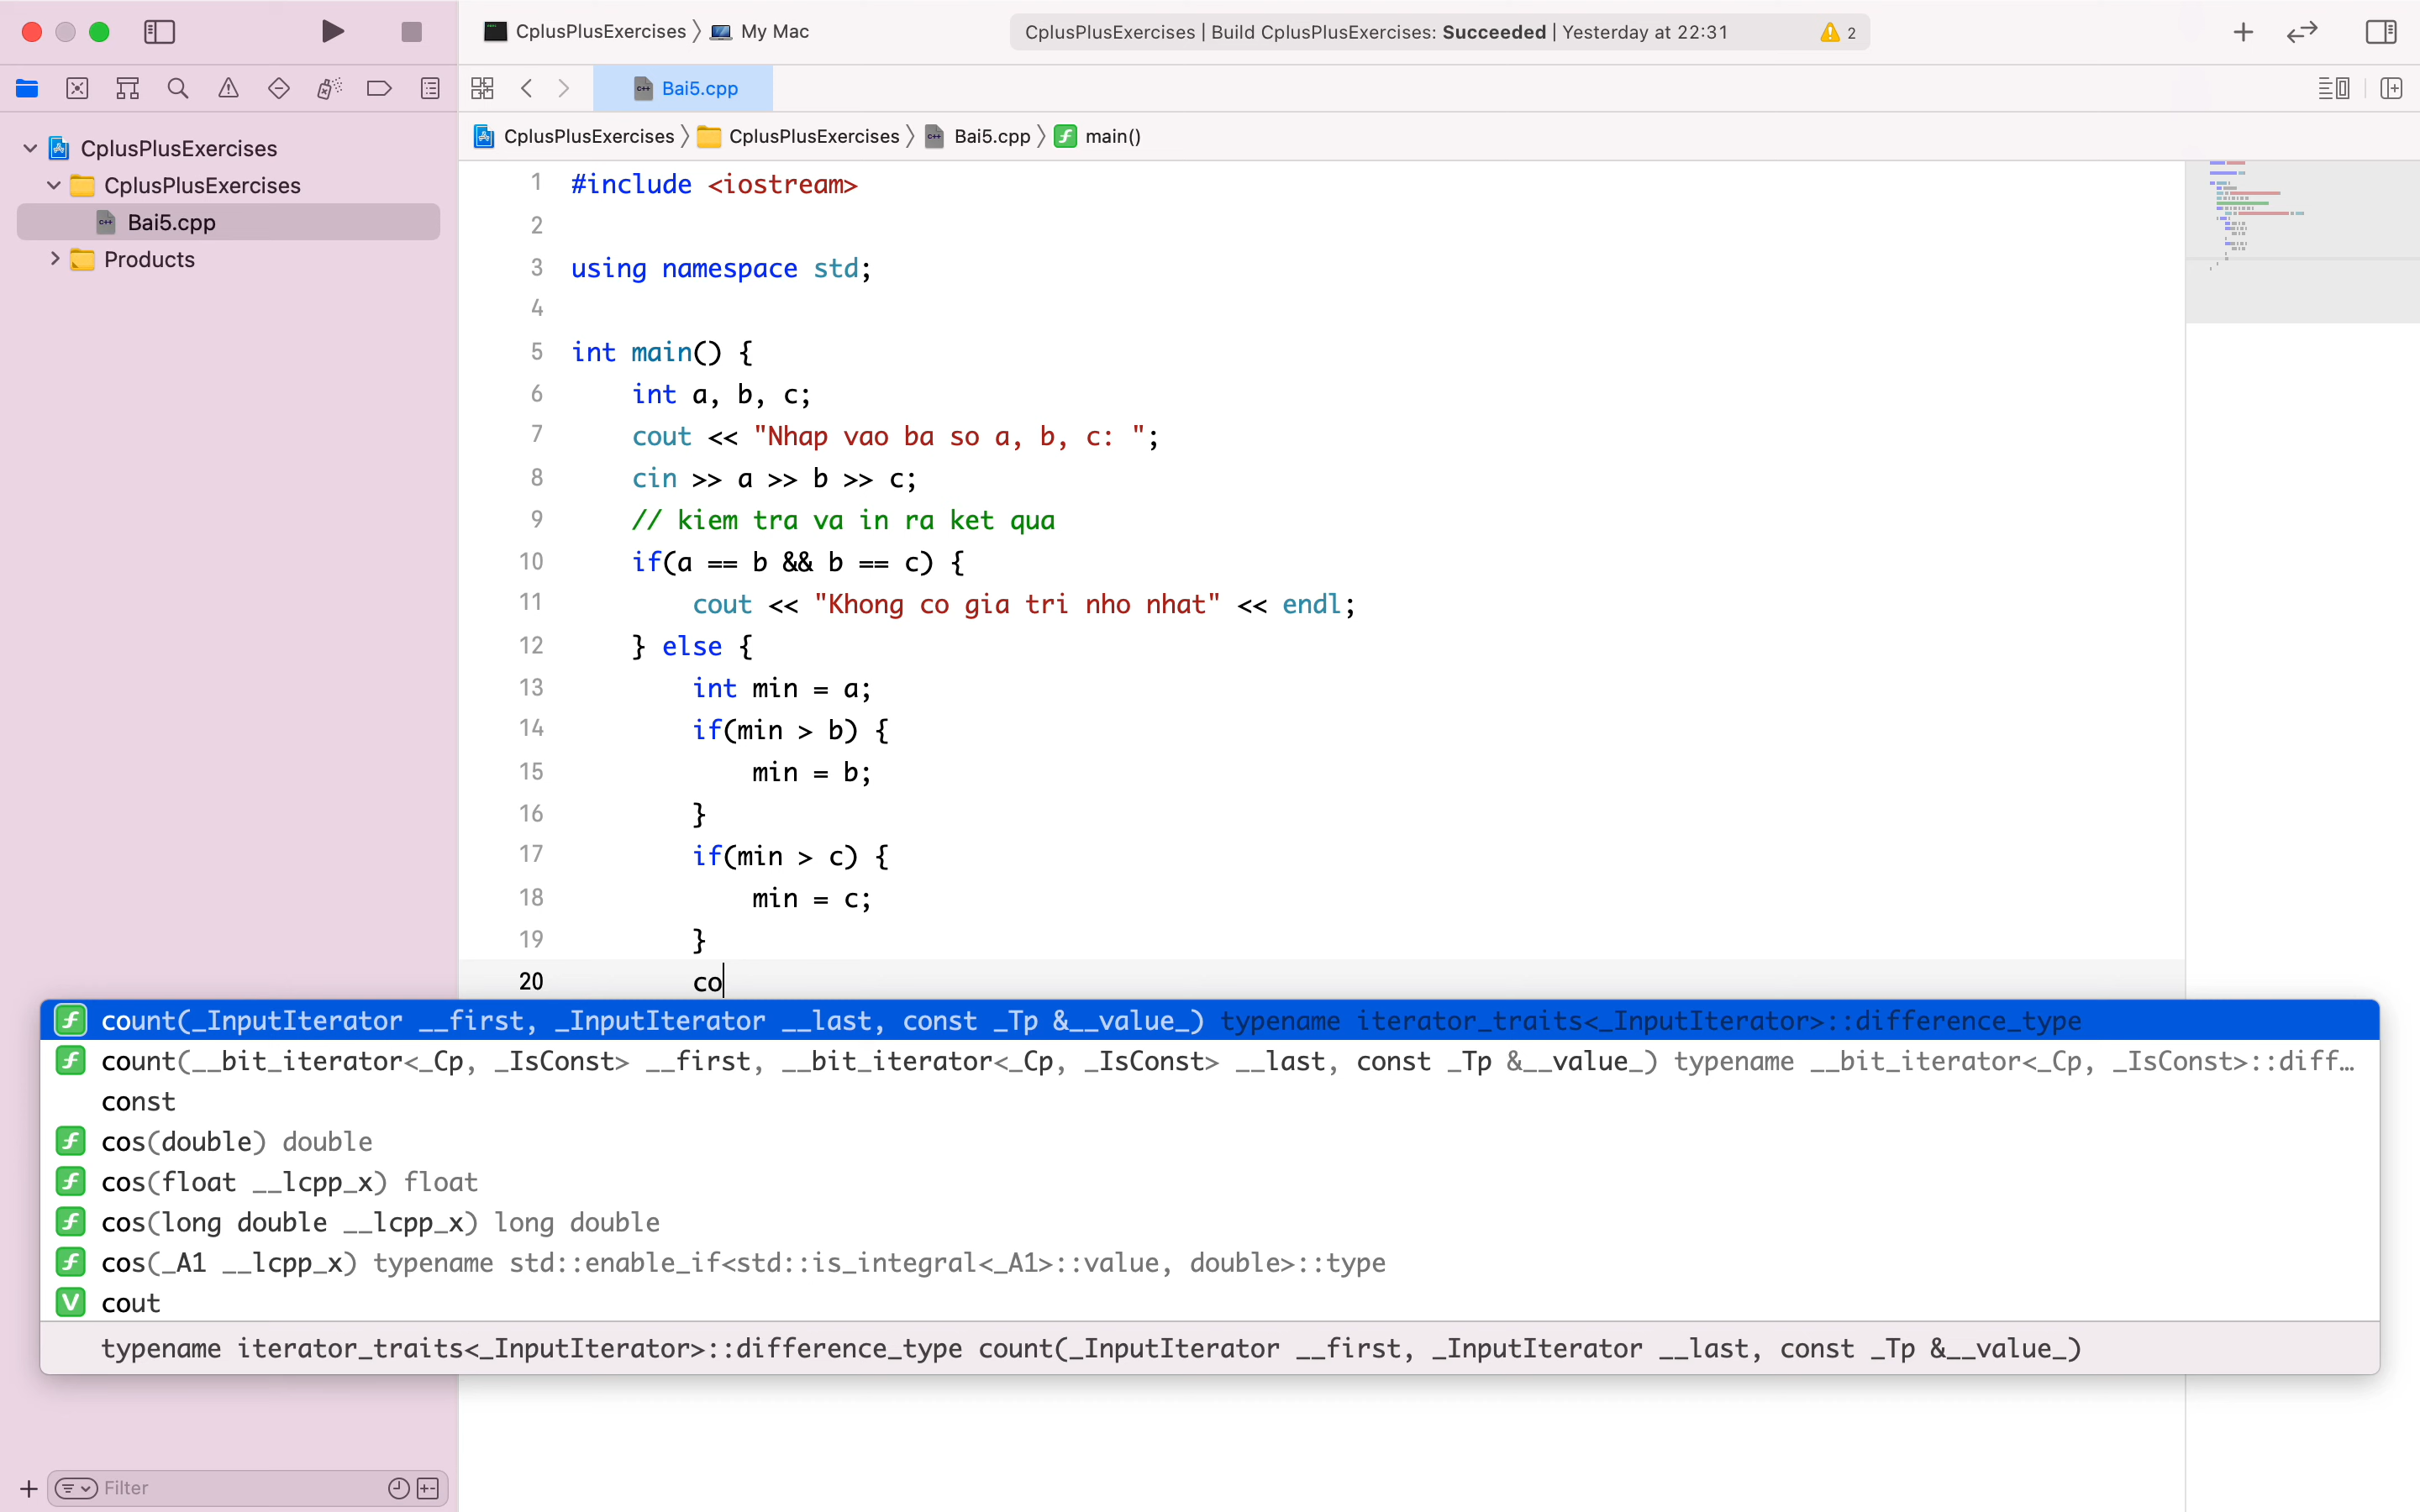 CplusPlusExercises 〉 My Mac
CplusPlusExercises | Build CplusPlusExercises: Succeeded | Yesterday at 22:31
2
Bai5.cpp
CplusPlusExercises
CplusPlusExercises
Bai5.cpp
Products
CplusPlusExercises 〉 CplusPlusExercises 〉 Bai5.cpp 〉 main()
1 #include <iostream>
2
3 using namespace std;
4
5 int main() {
6 int a, b, c;
7 cout << "Nhap vao ba so a, b, c: ";
8 cin >> a >> b >> c;
9 // kiem tra va in ra ket qua
10 if(a == b && b == c) {
11 cout << "Khong co gia tri nho nhat" << endl;
12 } else {
13 int min = a;
14 if(min > b) {
15 min = b;
16 }
17 if(min > c) {
18 min = c;
19 }
20 co
count(_InputIterator __first, _InputIterator __last, const _Tp &__value_) typename iterator_traits<_InputIterator>::difference_type
count(__bit_iterator<_Cp, _IsConst> __first, __bit_iterator<_Cp, _IsConst> __last, const _Tp &__value_) typename __bit_iterator<_Cp, _IsConst>::diff…
const
cos(double) double
cos(float __lcpp_x) float
cos(long double __lcpp_x) long double
cos(_A1 __lcpp_x) typename std::enable_if<std::is_integral<_A1>::value, double>::type
cout
typename iterator_traits<_InputIterator>::difference_type count(_InputIterator __first, _InputIterator __last, const _Tp &__value_)
Filter